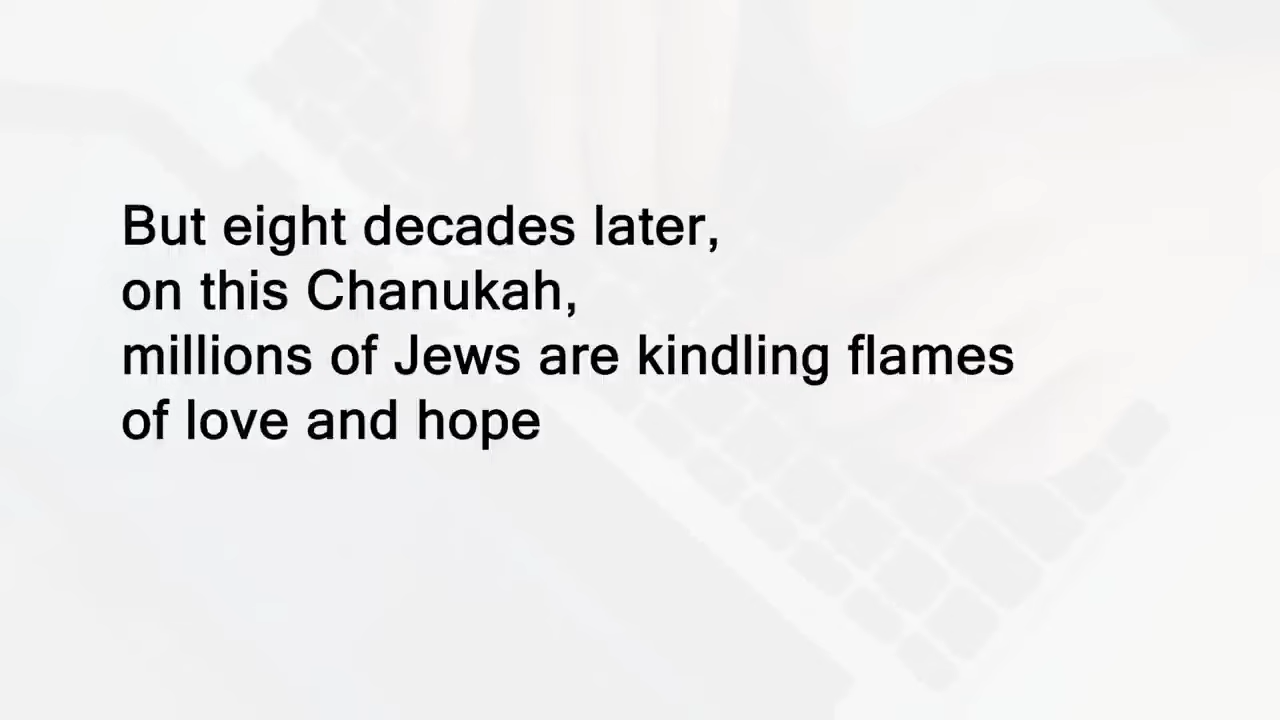 But eight decades later,
on this Chanukah,
millions of Jews are kindling flames
of love and hope